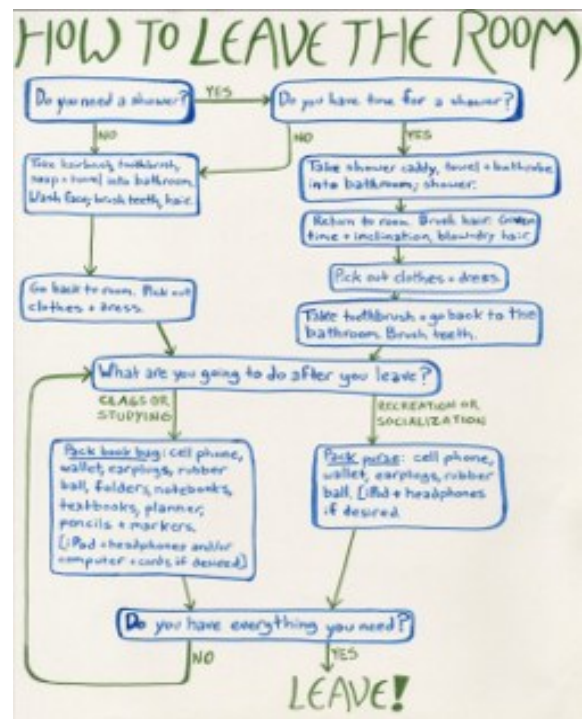 HOW TO LEAVE THE ROOM
Do you need a shower?
YES
Do you have time for a shower?
NO
NO
YES
Take hairbrush, toothbrush,
soap + towel into bathroom.
Wash face, brush teeth, hair.
Take shower caddy, towel + bathrobe
into bathroom; shower.
Return to room. Brush hair. Given
time + inclination, blow-dry hair.
Pick out clothes + dress.
Go back to room. Pick out
clothes + dress.
Take toothbrush + go back to the
bathroom. Brush teeth.
What are you going to do after you leave?
CLASS OR
STUDYING
RECREATION OR
SOCIALIZATION
Pack book bag: cell phone,
wallet, earplugs, rubber
ball, folders, notebooks,
textbooks, planner,
pencils + markers.
[iPod + headphones and/or
computer + cords if desired]
Pack purse: cell phone,
wallet, earplugs, rubber
ball. [iPod + headphones
if desired.
Do you have everything you need?
NO
YES
LEAVE!